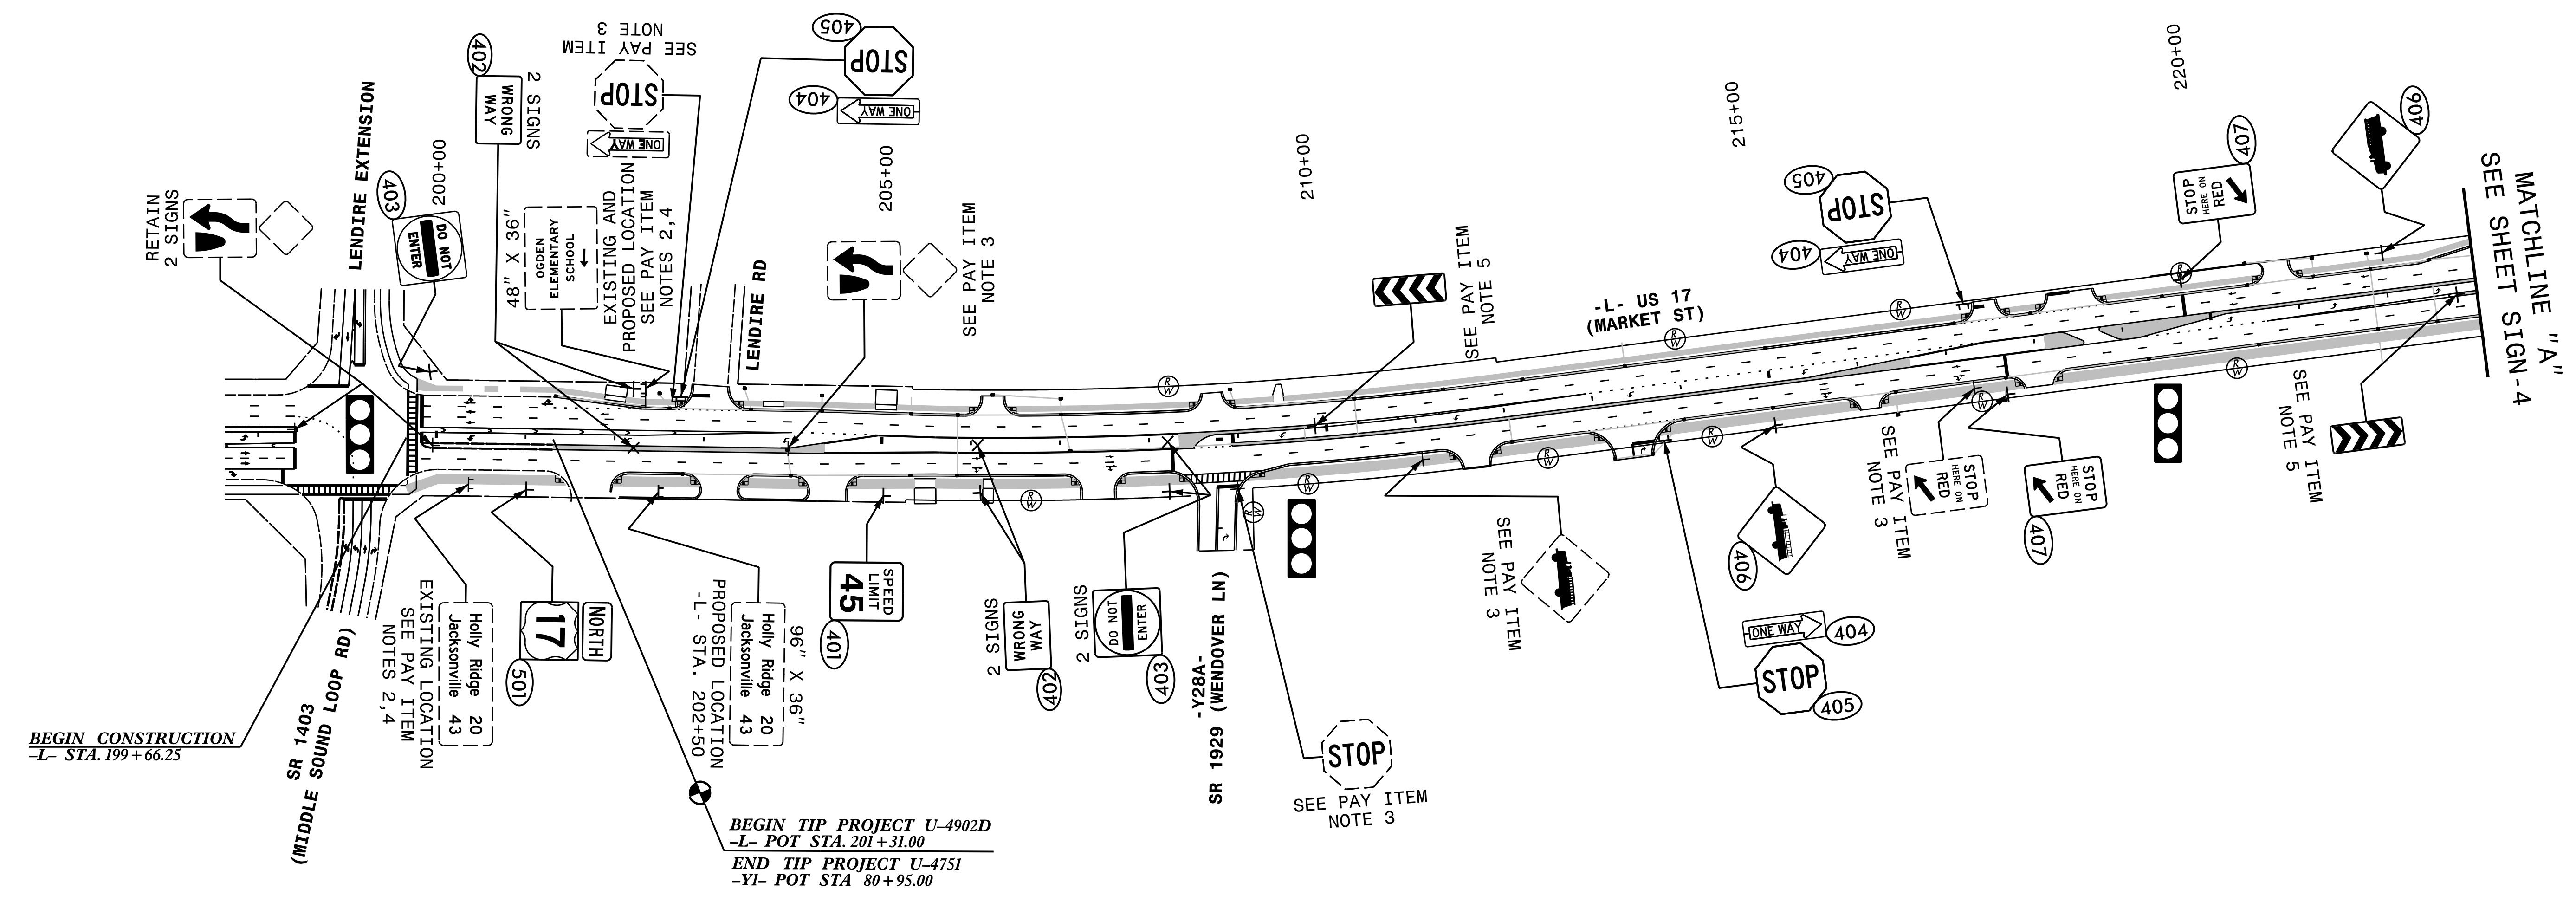 RETAIN
2 SIGNS
LENDIRE EXTENSION
403
DO NOT
ENTER
200+00
402
WRONG
WAY
2 SIGNS
SEE PAY ITEM
NOTE 3
STOP
ONE WAY
48" X 36"
OGDEN
ELEMENTARY
SCHOOL
EXISTING AND
PROPOSED LOCATION
SEE PAY ITEM
NOTES 2,4
LENDIRE RD
405
STOP
404
ONE WAY
205+00
SEE PAY ITEM
NOTE 3
210+00
SEE PAY ITEM
NOTE 5
-L- US 17
(MARKET ST)
215+00
405
STOP
404
ONE WAY
220+00
407
STOP
HERE ON
RED
406
MATCHLINE "A"
SEE SHEET SIGN-4
R/W
R/W
R/W
R/W
R/W
R/W
R/W
R/W
R/W
R/W
R/W
BEGIN CONSTRUCTION
-L- STA. 199+66.25
SR 1403
(MIDDLE SOUND LOOP RD)
EXISTING LOCATION
SEE PAY ITEM
NOTES 2,4
Holly Ridge 20
Jacksonville 43
NORTH
17
501
96" X 36"
Holly Ridge 20
Jacksonville 43
PROPOSED LOCATION
-L- STA. 202+50
BEGIN TIP PROJECT U-4902D
-L- POT STA. 201+31.00
END TIP PROJECT U-4751
-Y1- POT STA 80+95.00
SPEED
LIMIT
45
401
2 SIGNS
WRONG
WAY
402
2 SIGNS
DO NOT
ENTER
403
-Y28A-
SR 1929 (WENDOVER LN)
STOP
SEE PAY ITEM
NOTE 3
SEE PAY ITEM
NOTE 3
406
ONE WAY
404
STOP
405
SEE PAY ITEM
NOTE 3
STOP
HERE ON
RED
STOP
HERE ON
RED
407
SEE PAY ITEM
NOTE 5